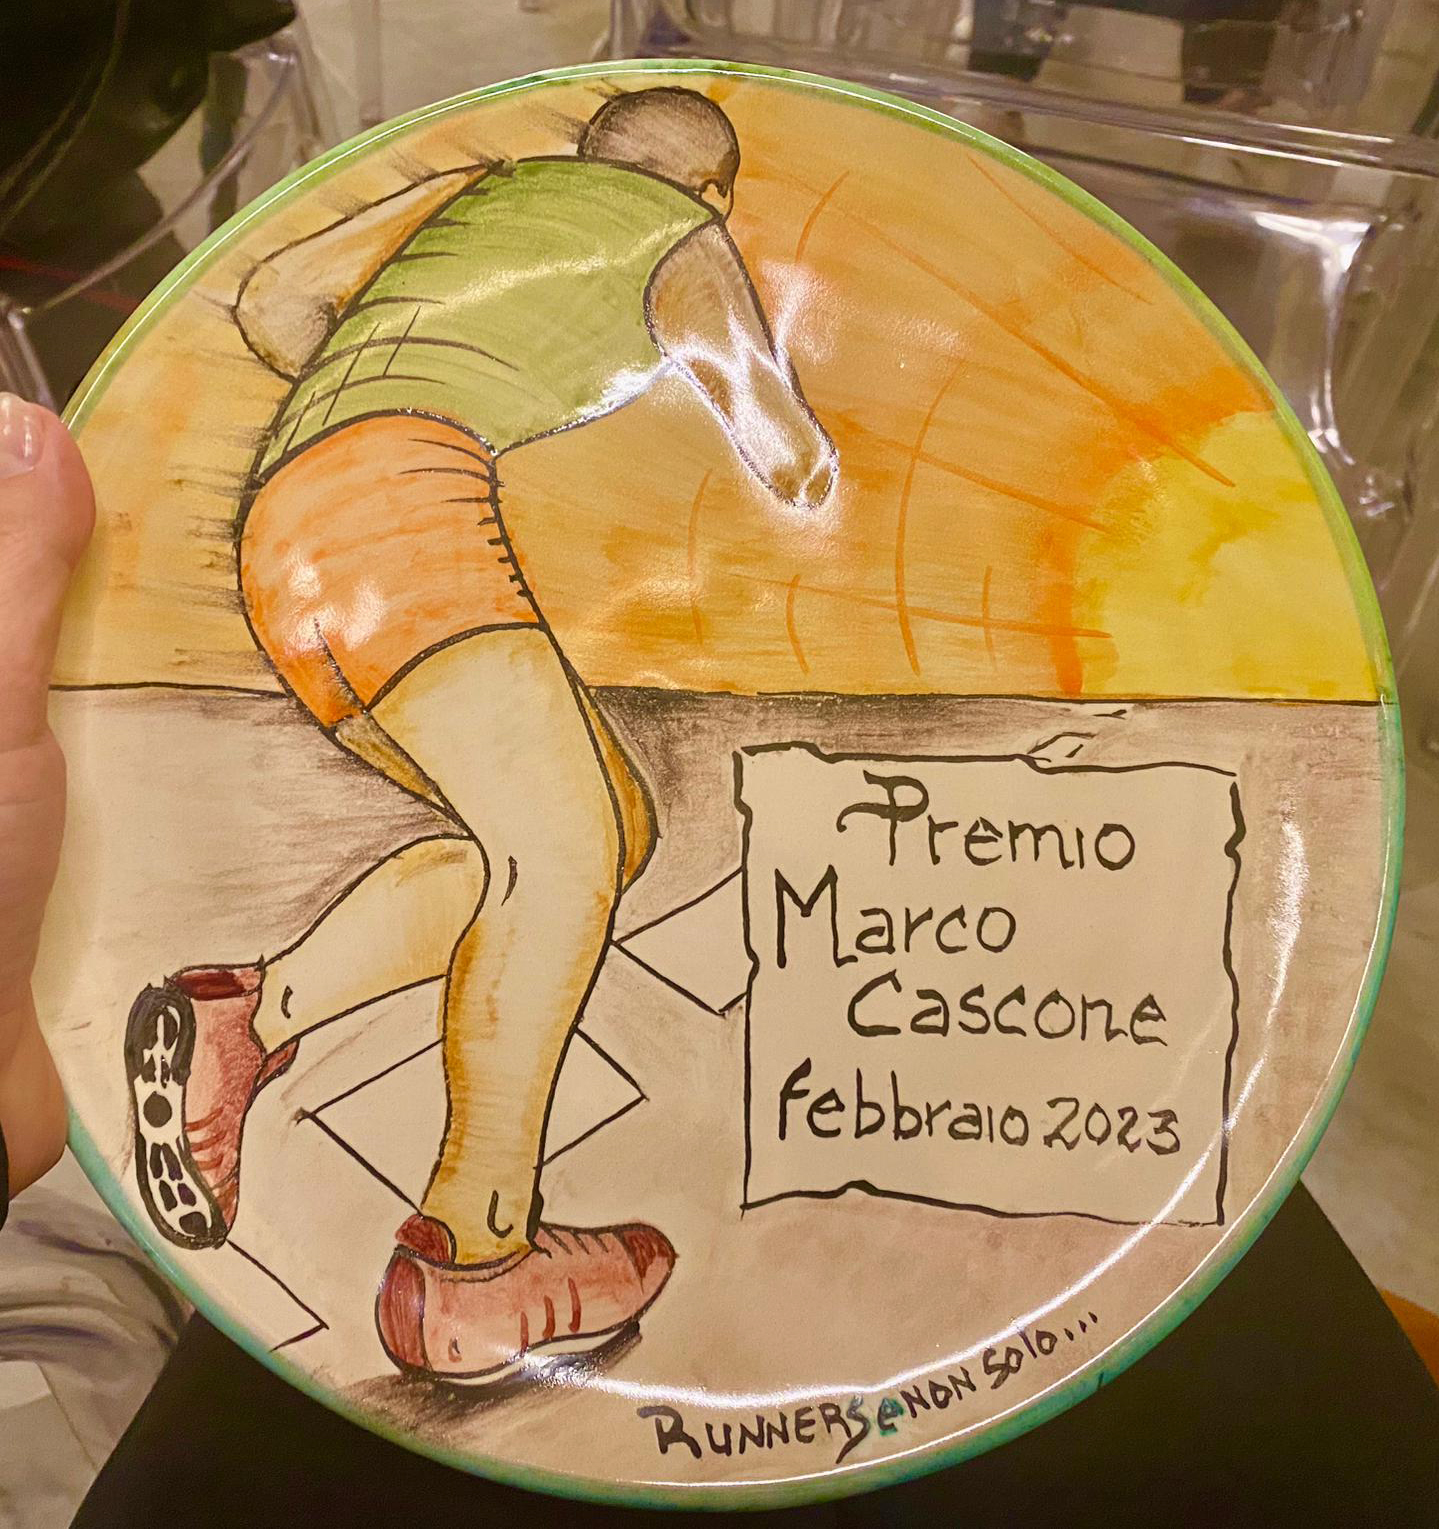 Premio
Marco
Cascone
febbraio 2023
RUNNERS e NON Solo...